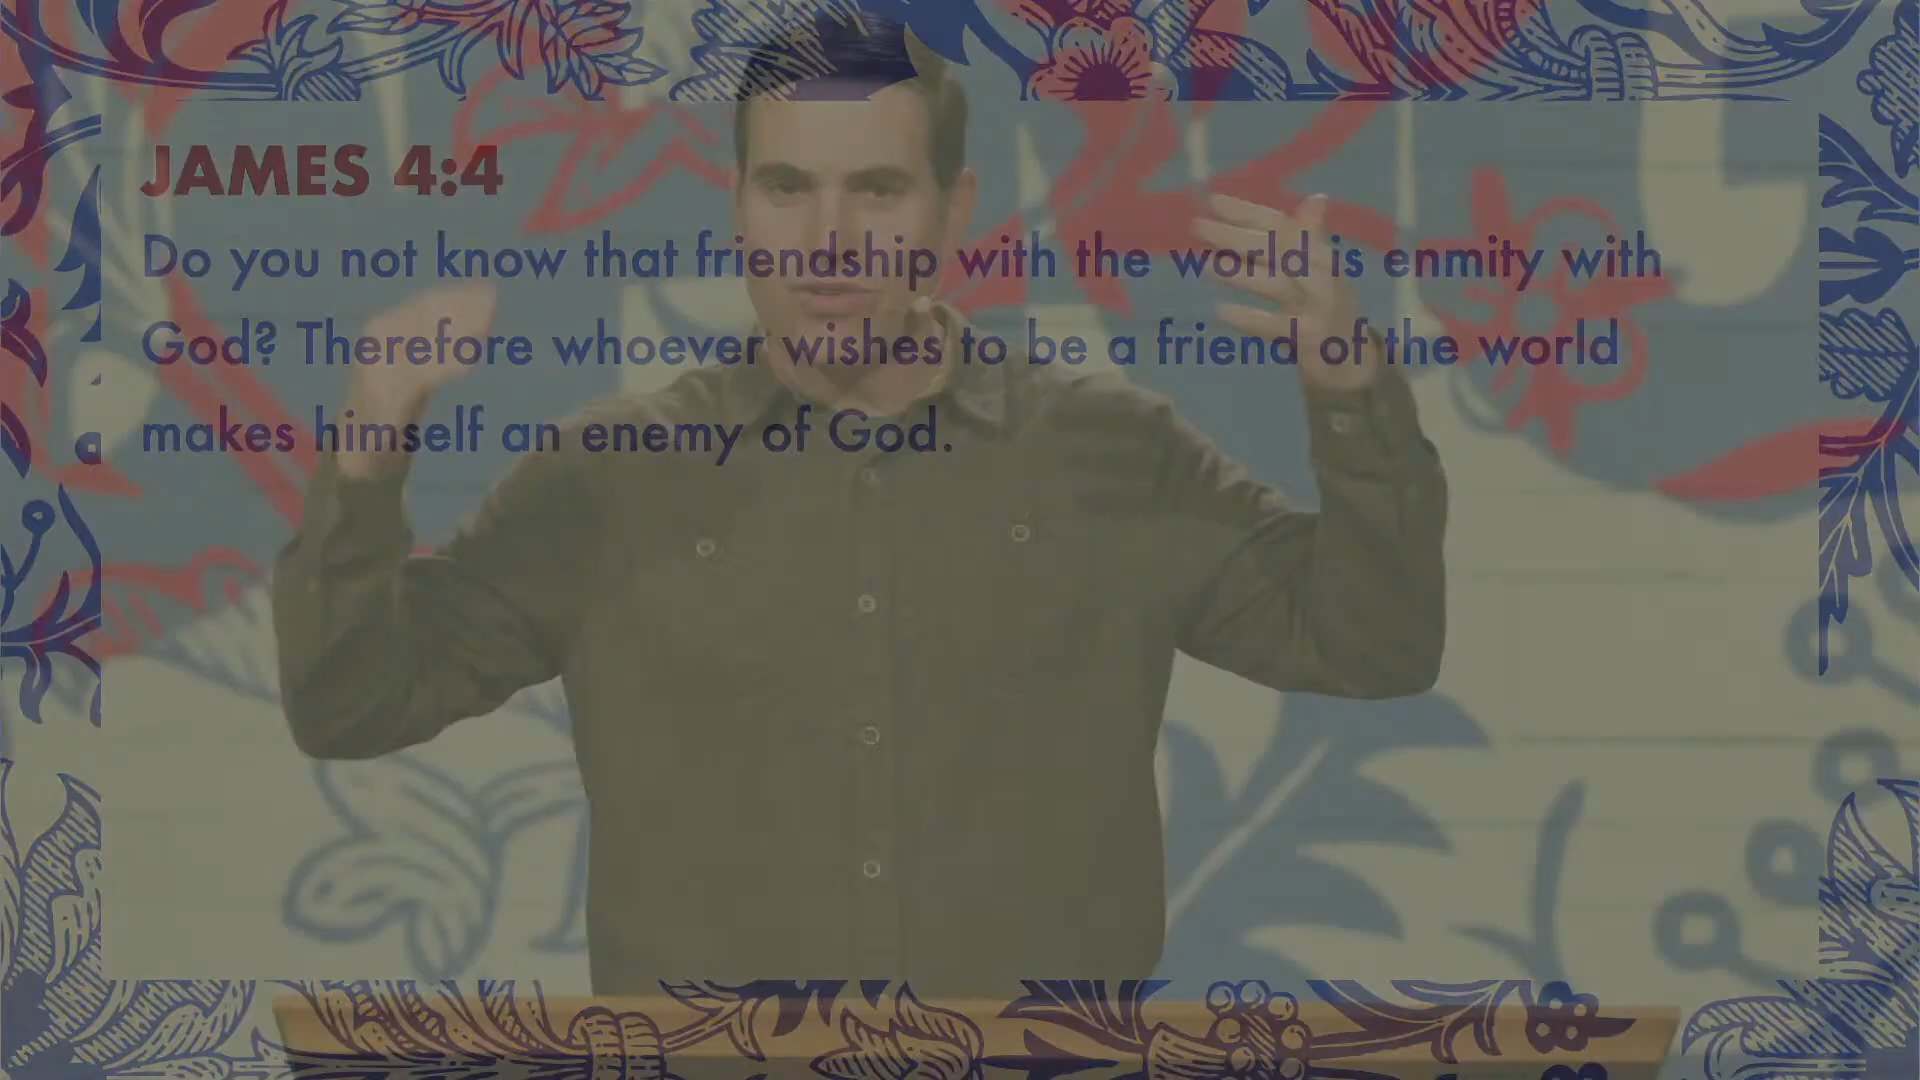 JAMES 4:4
Do you not know that friendship with the world is enmity with
God? Therefore whoever wishes to be a friend of the world
makes himself an enemy of God.